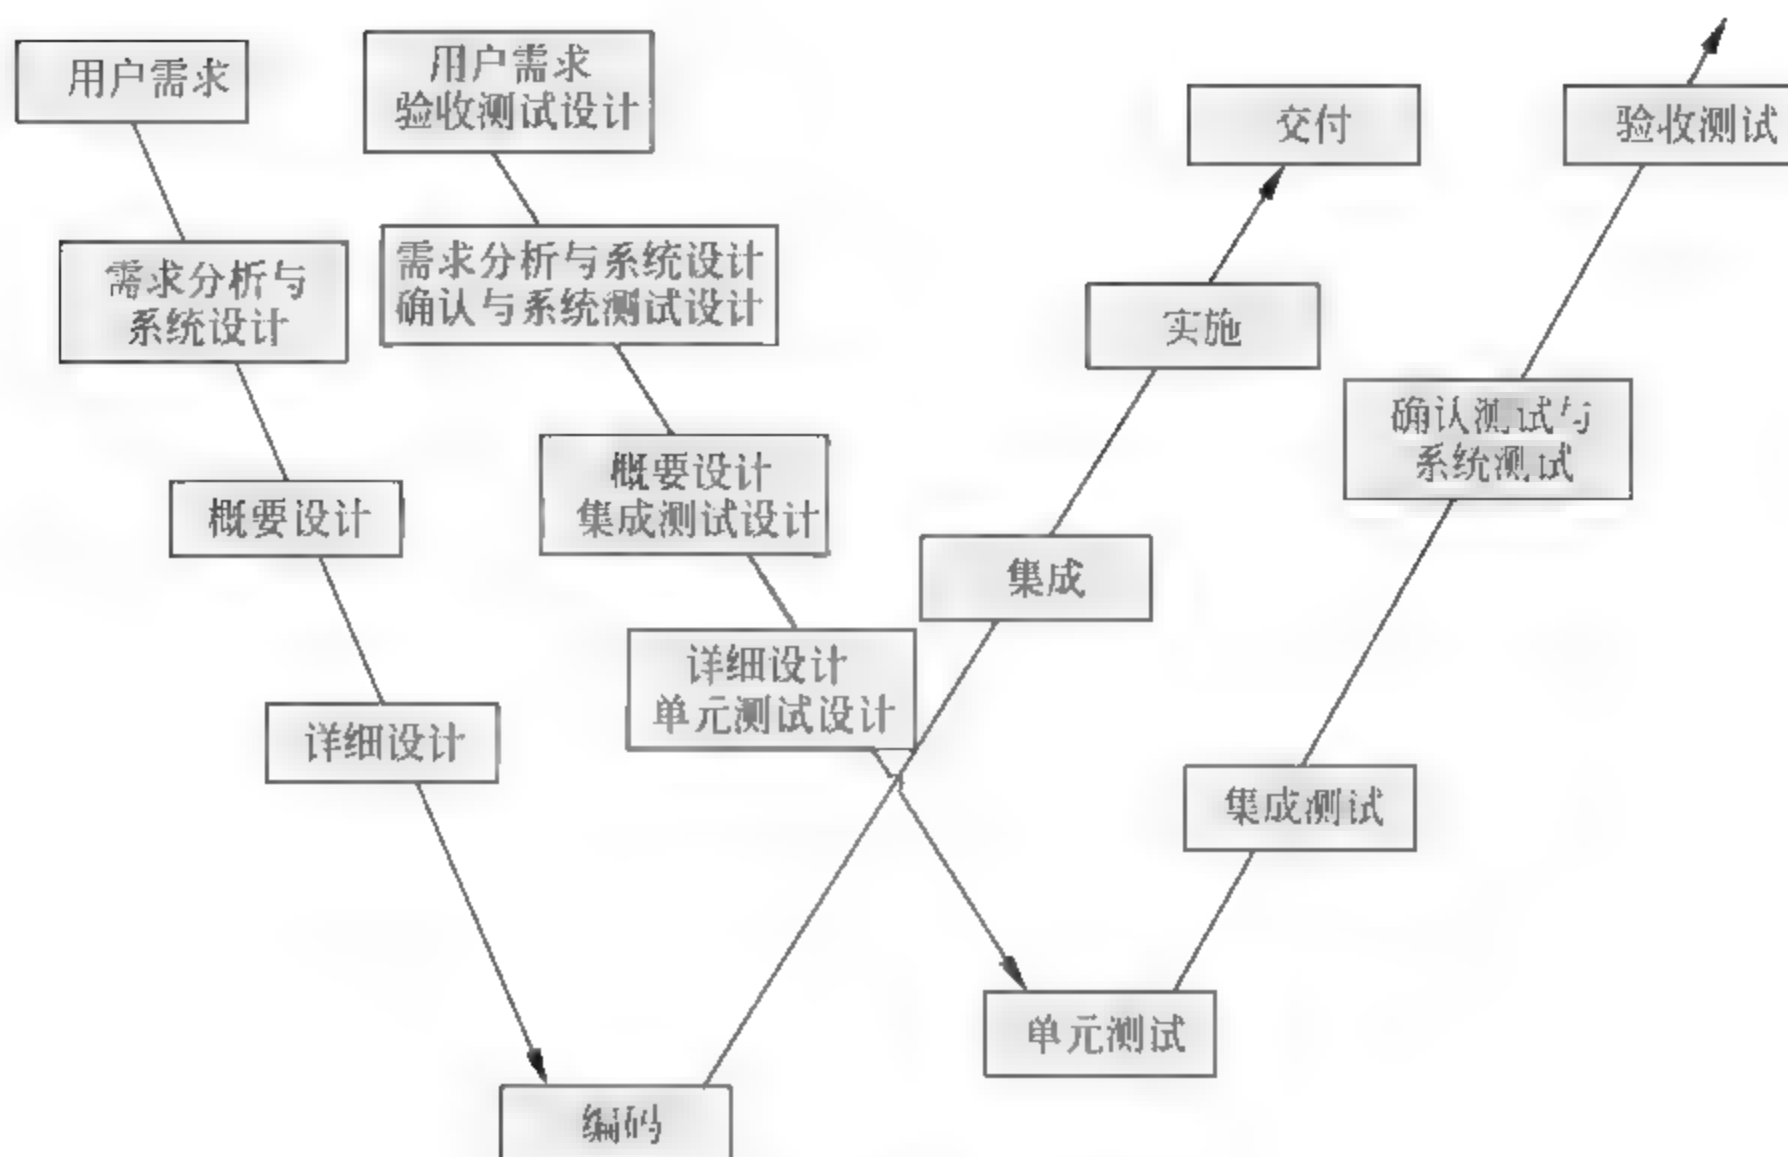 用户需求
用户需求
验收测试设计
交付
验收测试
需求分析与
系统设计
需求分析与系统设计
确认与系统测试设计
实施
确认测试与
系统测试
概要设计
概要设计
集成测试设计
集成
详细设计
单元测试设计
详细设计
集成测试
单元测试
编码